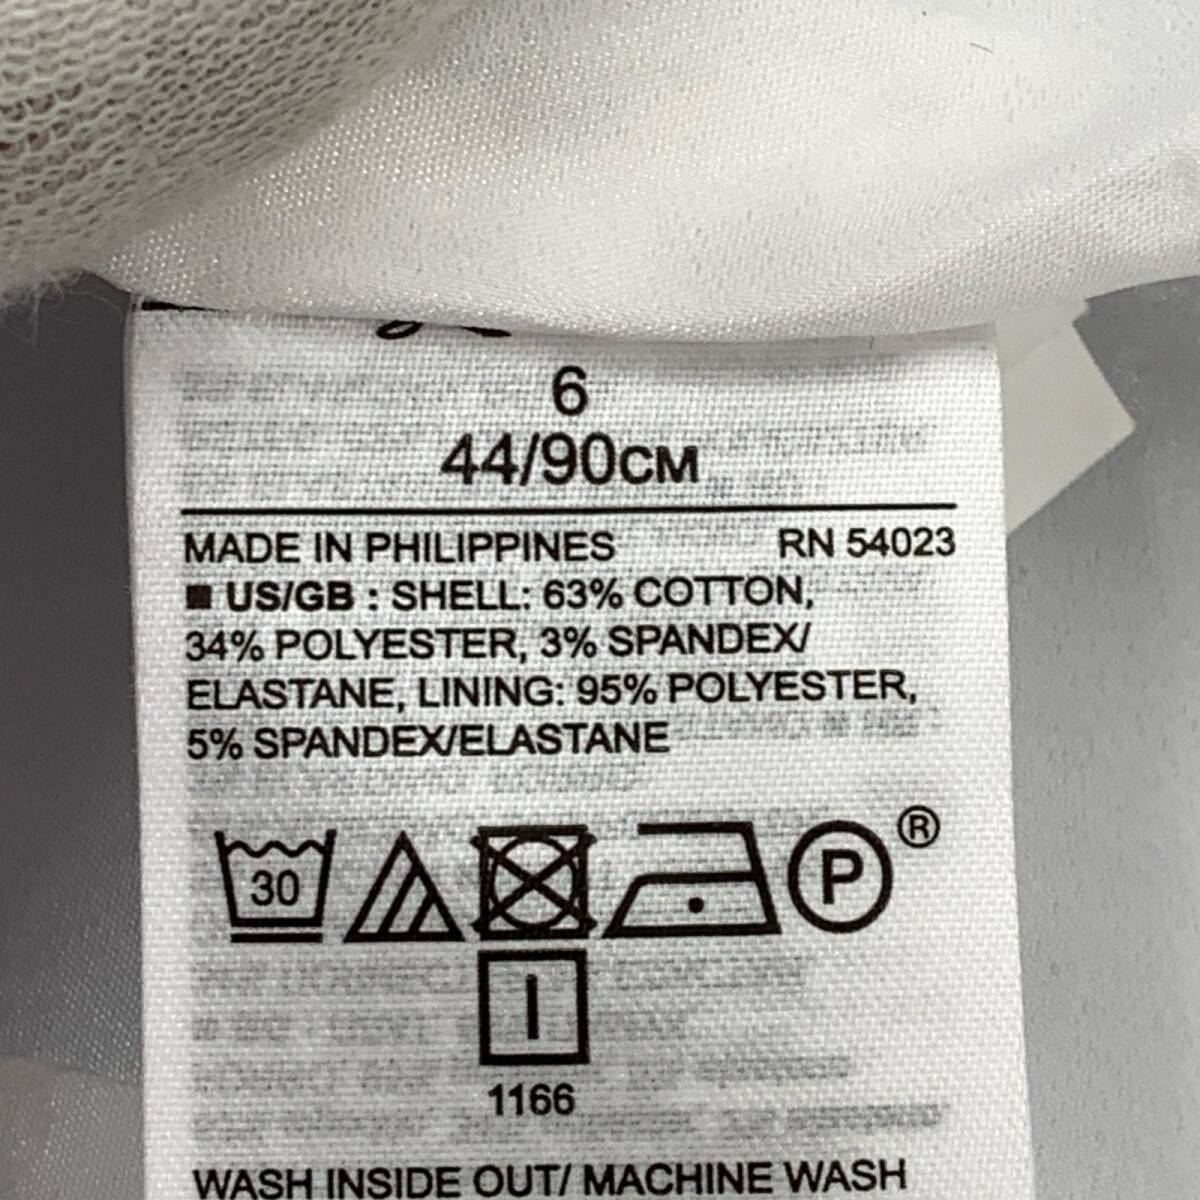 6
44/90CM
MADE IN PHILIPPINES RN 54023
■ US/GB : SHELL: 63% COTTON,
34% POLYESTER, 3% SPANDEX/
ELASTANE, LINING: 95% POLYESTER,
5% SPANDEX/ELASTANE
30 P ®
I
1166
WASH INSIDE OUT/ MACHINE WASH